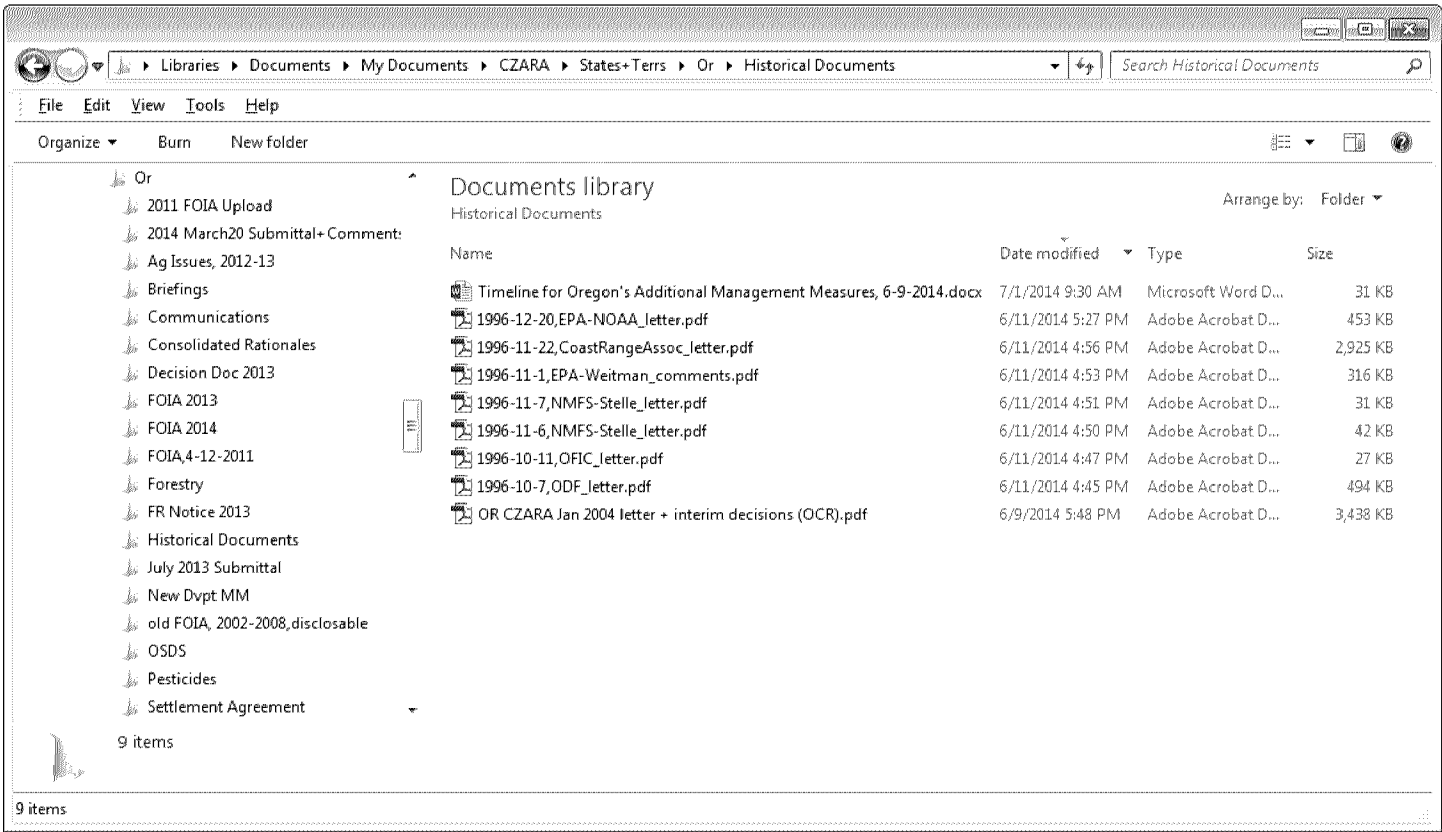 Libraries Documents My Documents CZARA States+Terrs Or Historical Documents Search Historical Documents
File Edit View Tools Help
Organize Burn New folder
Or
2011 FOIA Upload
2014 March20 Submittal+Comments
Ag Issues, 2012-13
Briefings
Communications
Consolidated Rationales
Decision Doc 2013
FOIA 2013
FOIA 2014
FOIA,4-12-2011
Forestry
FR Notice 2013
Historical Documents
July 2013 Submittal
New Dvpt MM
old FOIA, 2002-2008,disclosable
OSDS
Pesticides
Settlement Agreement
Documents library
Historical Documents
Arrange by: Folder
Name Date modified Type Size
Timeline for Oregon's Additional Management Measures, 6-9-2014.docx 7/1/2014 9:30 AM Microsoft Word D... 31 KB
1996-12-20,EPA-NOAA_letter.pdf 6/11/2014 5:27 PM Adobe Acrobat D... 453 KB
1996-11-22,CoastRangeAssoc_letter.pdf 6/11/2014 4:56 PM Adobe Acrobat D... 2,925 KB
1996-11-1,EPA-Weitman_comments.pdf 6/11/2014 4:53 PM Adobe Acrobat D... 316 KB
1996-11-7,NMFS-Stelle_letter.pdf 6/11/2014 4:51 PM Adobe Acrobat D... 31 KB
1996-11-6,NMFS-Stelle_letter.pdf 6/11/2014 4:50 PM Adobe Acrobat D... 42 KB
1996-10-11,OFIC_letter.pdf 6/11/2014 4:47 PM Adobe Acrobat D... 27 KB
1996-10-7,ODF_letter.pdf 6/11/2014 4:45 PM Adobe Acrobat D... 494 KB
OR CZARA Jan 2004 letter + interim decisions (OCR).pdf 6/9/2014 5:48 PM Adobe Acrobat D... 3,438 KB
9 items
9 items